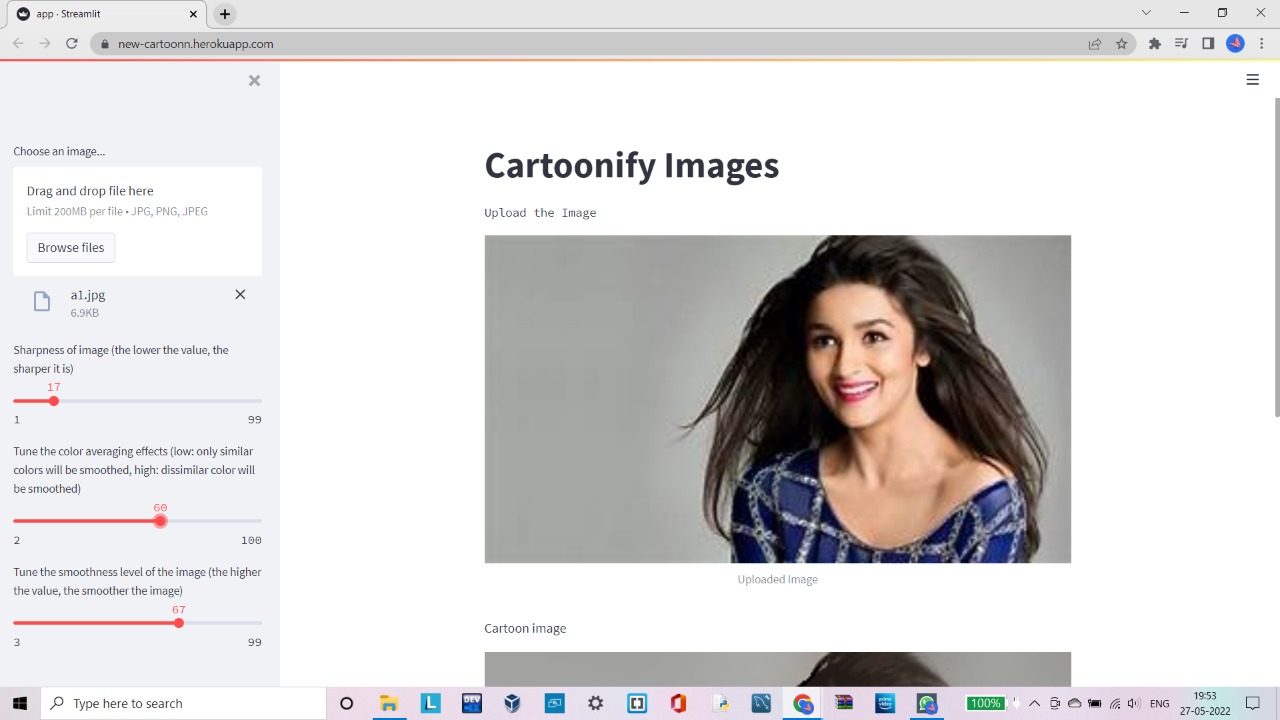 app · Streamlit
new-cartoonn.herokuapp.com
Choose an image...
Drag and drop file here
Limit 200MB per file • JPG, PNG, JPEG
Browse files
a1.jpg
6.9KB
Sharpness of image (the lower the value, the
sharper it is)
17
1 99
Tune the color averaging effects (low: only similar
colors will be smoothed, high: dissimilar color will
be smoothed)
60
2 100
Tune the smoothness level of the image (the higher
the value, the smoother the image)
67
3 99
Cartoonify Images
Upload the Image
Uploaded Image
Cartoon image
Type here to search
L
DEV
prime video
100%
ENG
19:53
27-05-2022